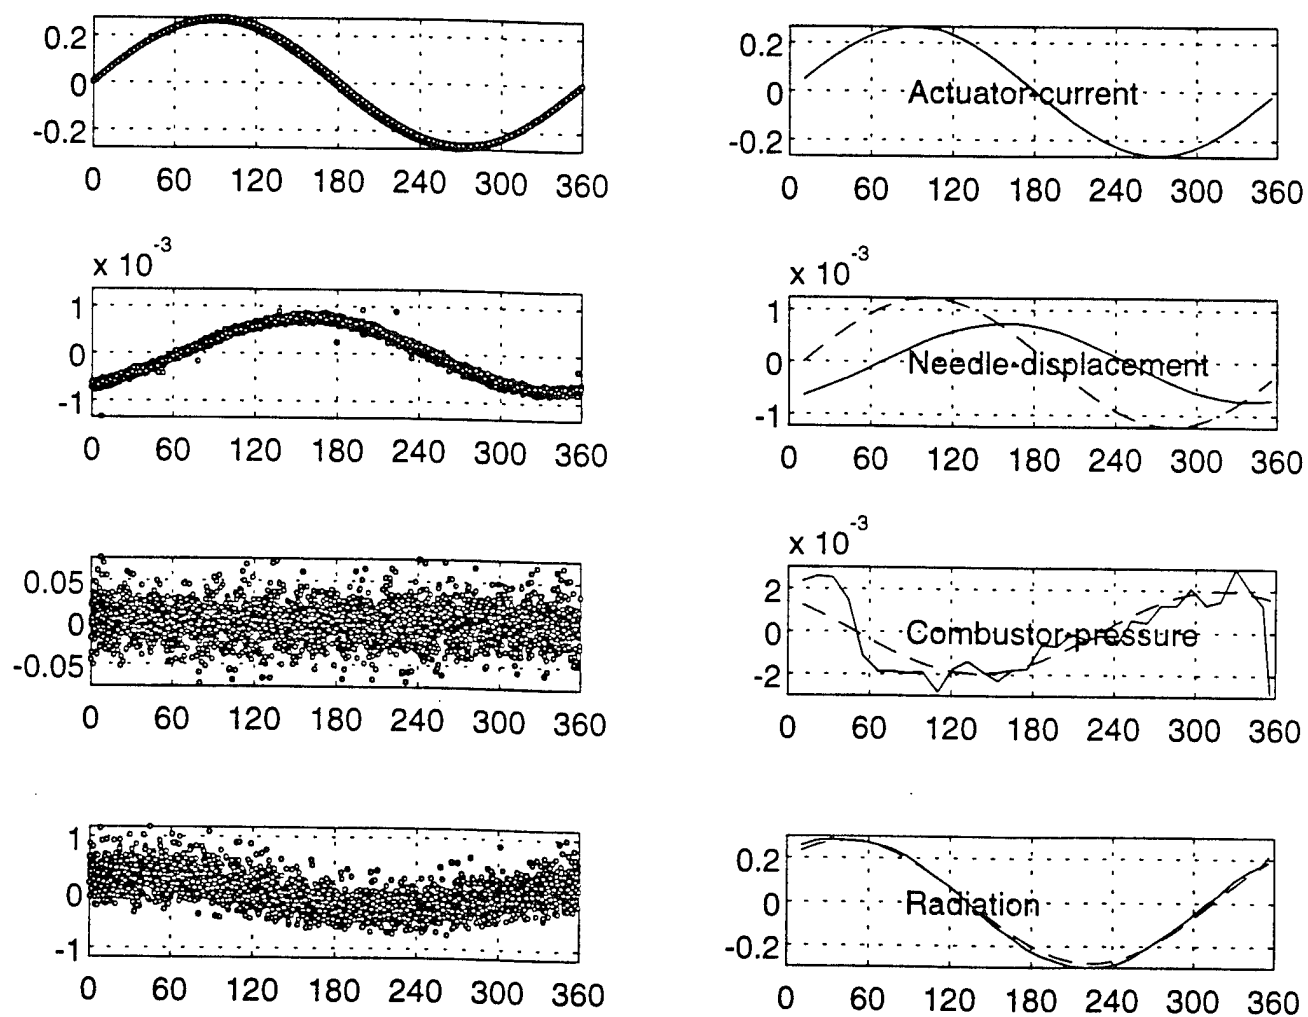 0.2
0
-0.2
0 60 120 180 240 300 360
0.2
0
-0.2
Actuator current
0 60 120 180 240 300 360
x 10^-3
1
0
-1
0 60 120 180 240 300 360
x 10^-3
1
0
-1
Needle displacement
0 60 120 180 240 300 360
0.05
0
-0.05
0 60 120 180 240 300 360
x 10^-3
2
0
-2
Combustor pressure
0 60 120 180 240 300 360
1
0
-1
0 60 120 180 240 300 360
0.2
0
-0.2
Radiation
0 60 120 180 240 300 360